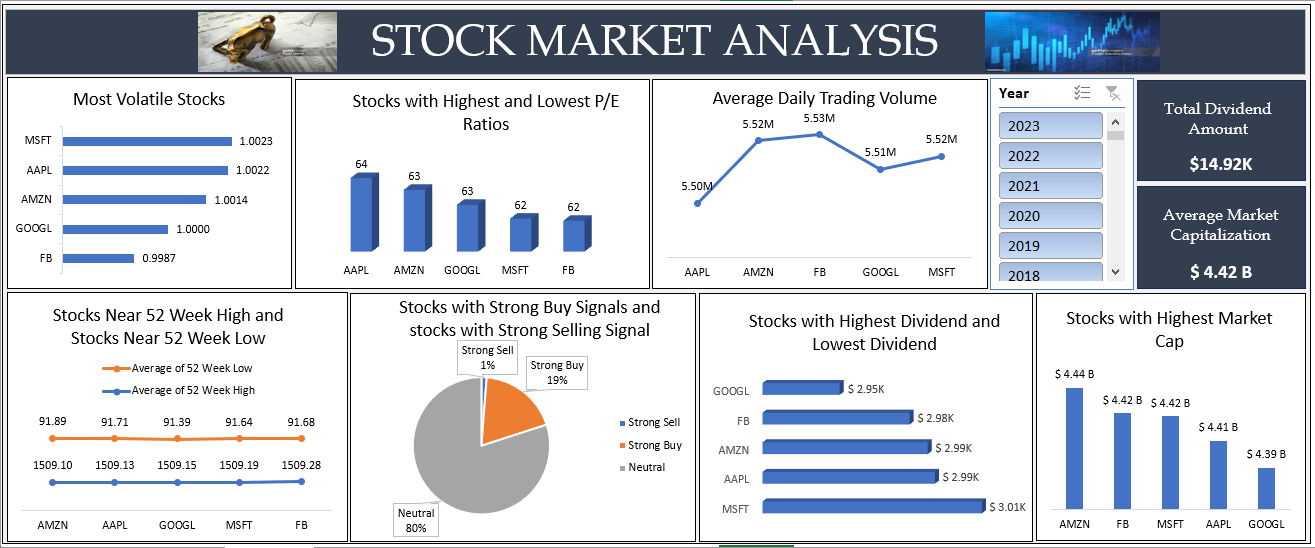 STOCK MARKET ANALYSIS
Most Volatile Stocks
MSFT 1.0023
AAPL 1.0022
AMZN 1.0014
GOOGL 1.0000
FB 0.9987
Stocks with Highest and Lowest P/E
Ratios
64 63 63 62 62
AAPL AMZN GOOGL MSFT FB
Average Daily Trading Volume
5.50M 5.52M 5.53M 5.51M 5.52M
AAPL AMZN FB GOOGL MSFT
Year
2023
2022
2021
2020
2019
2018
Total Dividend
Amount
$14.92K
Average Market
Capitalization
$ 4.42 B
Stocks Near 52 Week High and
Stocks Near 52 Week Low
Average of 52 Week Low
Average of 52 Week High
91.89 91.71 91.39 91.64 91.68
1509.10 1509.13 1509.15 1509.19 1509.28
AMZN AAPL GOOGL MSFT FB
Stocks with Strong Buy Signals and
stocks with Strong Selling Signal
Strong Sell
1%
Strong Buy
19%
Neutral
80%
Strong Sell
Strong Buy
Neutral
Stocks with Highest Dividend and
Lowest Dividend
GOOGL $ 2.95K
FB $ 2.98K
AMZN $ 2.99K
AAPL $ 2.99K
MSFT $ 3.01K
Stocks with Highest Market
Cap
$ 4.44 B $ 4.42 B $ 4.42 B $ 4.41 B $ 4.39 B
AMZN FB MSFT AAPL GOOGL